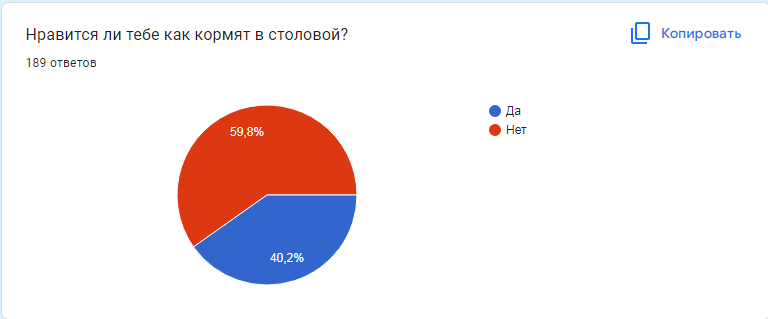 Нравится ли тебе как кормят в столовой?
Копировать
189 ответов
Да
Нет
59,8%
40,2%